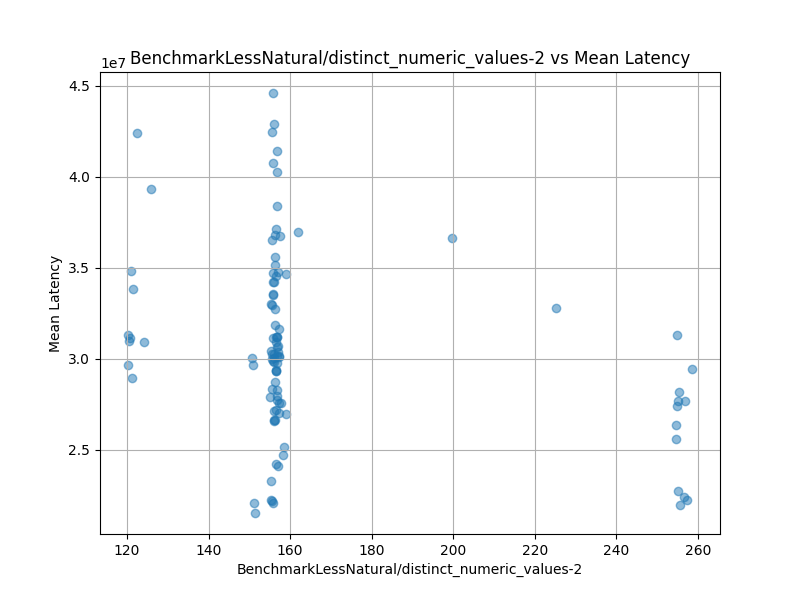 BenchmarkLessNatural/distinct_numeric_values-2 vs Mean Latency
1e7
4.5
4.0
3.5
3.0
2.5
Mean Latency
120 140 160 180 200 220 240 260
BenchmarkLessNatural/distinct_numeric_values-2